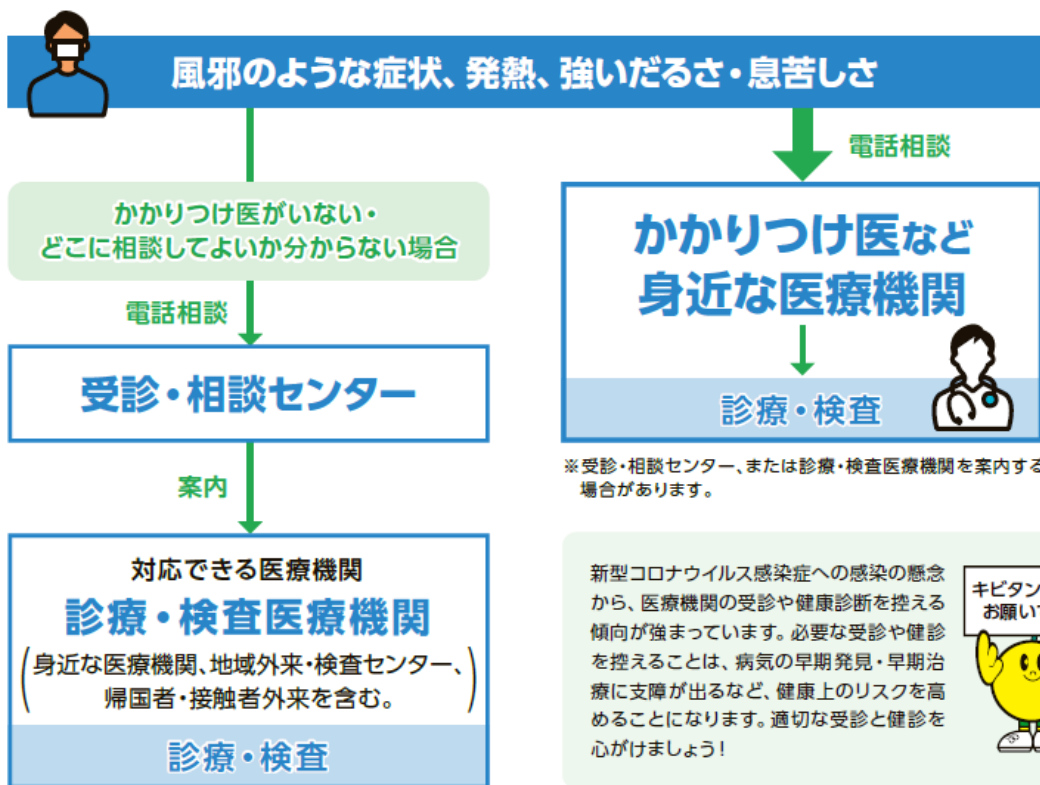 風邪のような症状、発熱、強いだるさ・息苦しさ
かかりつけ医がいない・
どこに相談してよいか分からない場合
電話相談
受診・相談センター
案内
対応できる医療機関
診療・検査医療機関
(身近な医療機関、地域外来・検査センター、
帰国者・接触者外来を含む。)
診療・検査
電話相談
かかりつけ医など
身近な医療機関
診療・検査
※受診・相談センター、または診療・検査医療機関を案内する
場合があります。
新型コロナウイルス感染症への感染の懸念
から、医療機関の受診や健康診断を控える
傾向が強まっています。必要な受診や健診
を控えることは、病気の早期発見・早期治
療に支障が出るなど、健康上のリスクを高
めることになります。適切な受診と健診を
心がけましょう!
キビタン
お願い